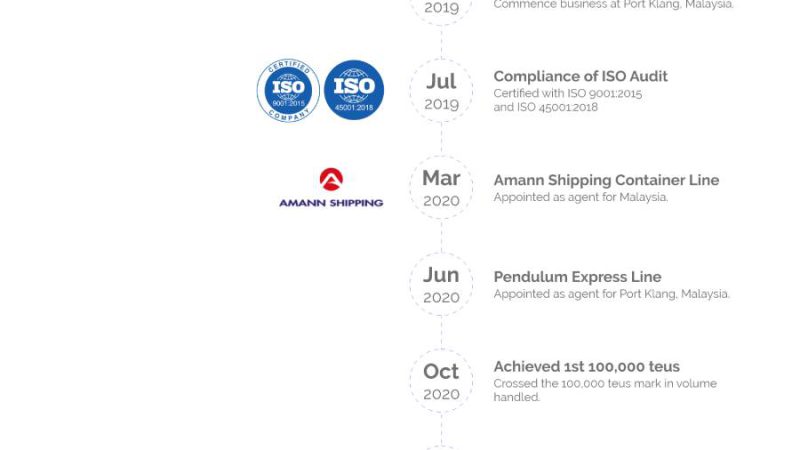 2019
Commence business at Port Klang, Malaysia.
CERTIFIED
ISO
9001:2015
COMPANY
ISO
45001:2018
Jul
2019
Compliance of ISO Audit
Certified with ISO 9001:2015
and ISO 45001:2018
AMANN SHIPPING
Mar
2020
Amann Shipping Container Line
Appointed as agent for Malaysia.
Jun
2020
Pendulum Express Line
Appointed as agent for Port Klang, Malaysia.
Oct
2020
Achieved 1st 100,000 teus
Crossed the 100,000 teus mark in volume
handled.